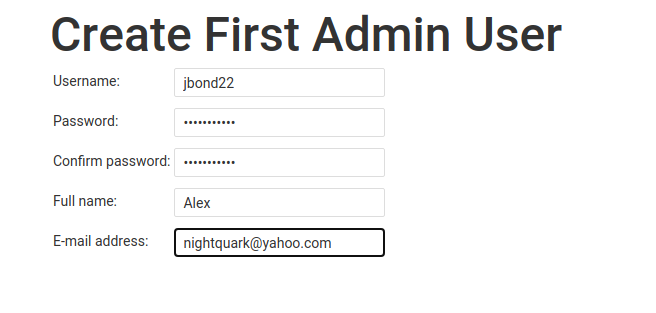 Create First Admin User
Username: jbond22
Password: •••••••••••
Confirm password: •••••••••••
Full name: Alex
E-mail address: nightquark@yahoo.com